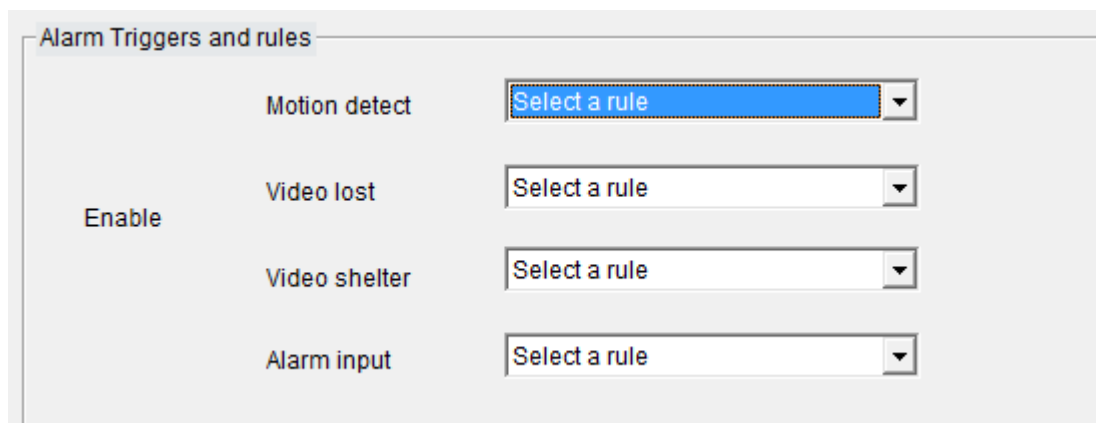 Alarm Triggers and rules
Motion detect Select a rule
Video lost Select a rule
Enable
Video shelter Select a rule
Alarm input Select a rule